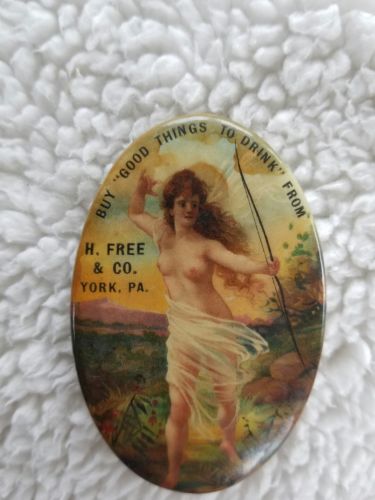 BUY "GOOD THINGS TO DRINK" FROM
H. FREE
& CO.
YORK, PA.